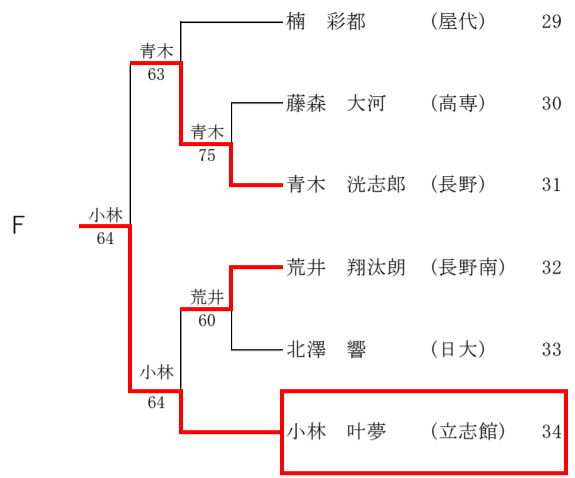 楠　彩都　（屋代）　29
青木
63
藤森　大河　（高専）　30
青木
75
青木　洸志郎　（長野）　31
小林
F
64
荒井　翔汰朗　（長野南）　32
荒井
60
北澤　響　（日大）　33
小林
64
小林　叶夢　（立志館）　34